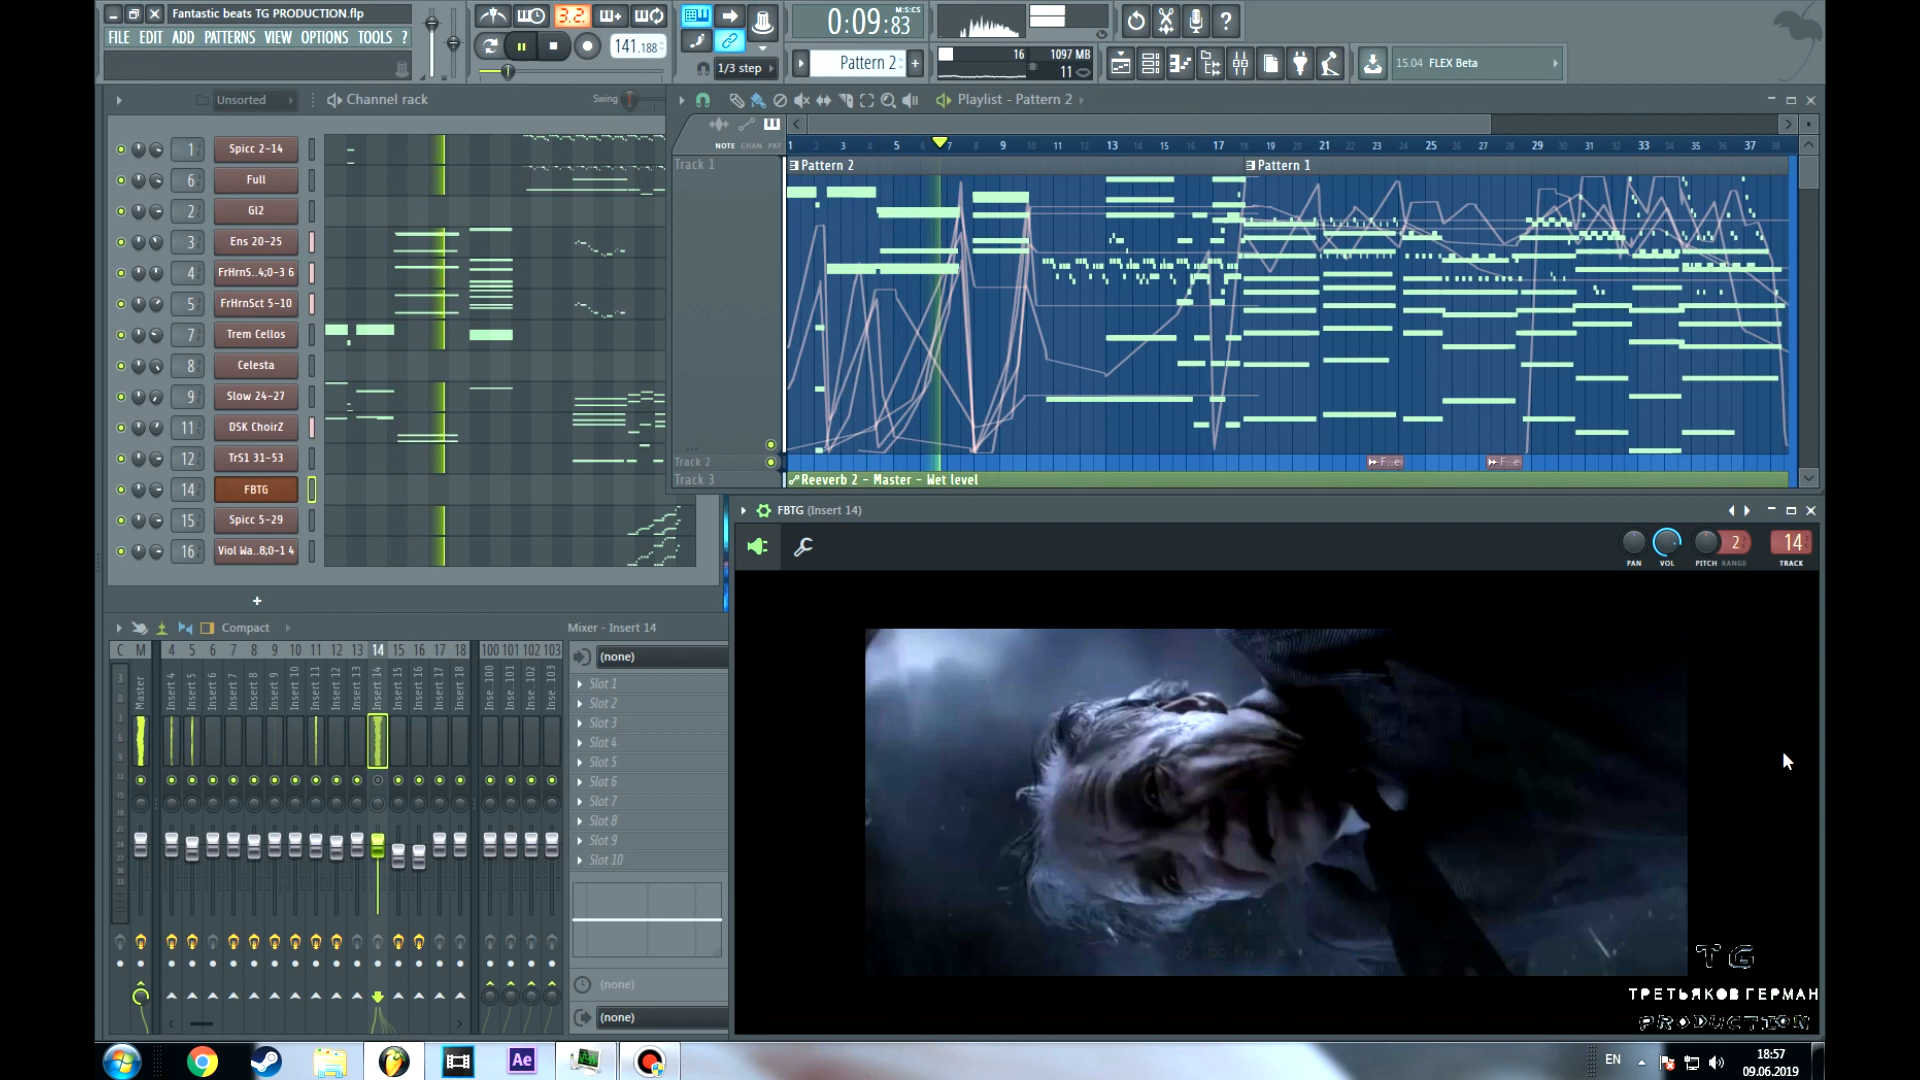 Fantastic beats TG PRODUCTION.flp
FILE EDIT ADD PATTERNS VIEW OPTIONS TOOLS ?
3.2.
141.188
1/3 step
0:09:83
M:S:CS
Pattern 2
16
1097 MB
11
15.04 FLEX Beta
Unsorted
Channel rack
Swing
Playlist - Pattern 2
NOTE CHAN PAT
1 2 3 4 5 6 7 8 9 10 11 12 13 14 15 16 17 18 19 20 21 22 23 24 25 26 27 28 29 30 31 32 33 34 35 36 37 38
Track 1
Pattern 2
Pattern 1
Track 2
F...e
F...e
Track 3
Reeverb 2 - Master - Wet level
1 Spicc 2-14
6 Full
2 Gl2
3 Ens 20-25
4 FrHrnS..4;0-3 6
5 FrHrnSct 5-10
7 Trem Cellos
8 Celesta
9 Slow 24-27
11 DSK ChoirZ
12 TrS1 31-53
14 FBTG
15 Spicc 5-29
16 Viol Wa..8;0-1 4
+
Compact
Mixer - Insert 14
C M 4 5 6 7 8 9 10 11 12 13 14 15 16 17 18 100 101 102 103
Master
Insert 4
Insert 5
Insert 6
Insert 7
Insert 8
Insert 9
Insert 10
Insert 11
Insert 12
Insert 13
Insert 14
Insert 15
Insert 16
Insert 17
Insert 18
Inse..100
Inse..101
Inse..102
Inse..103
(none)
Slot 1
Slot 2
Slot 3
Slot 4
Slot 5
Slot 6
Slot 7
Slot 8
Slot 9
Slot 10
(none)
(none)
FBTG (Insert 14)
2
14
PAN VOL PITCH RANGE TRACK
TG
ТРЕТЬЯКОВ ГЕРМАН
PRODUCTION
Ae
EN
18:57
09.06.2019